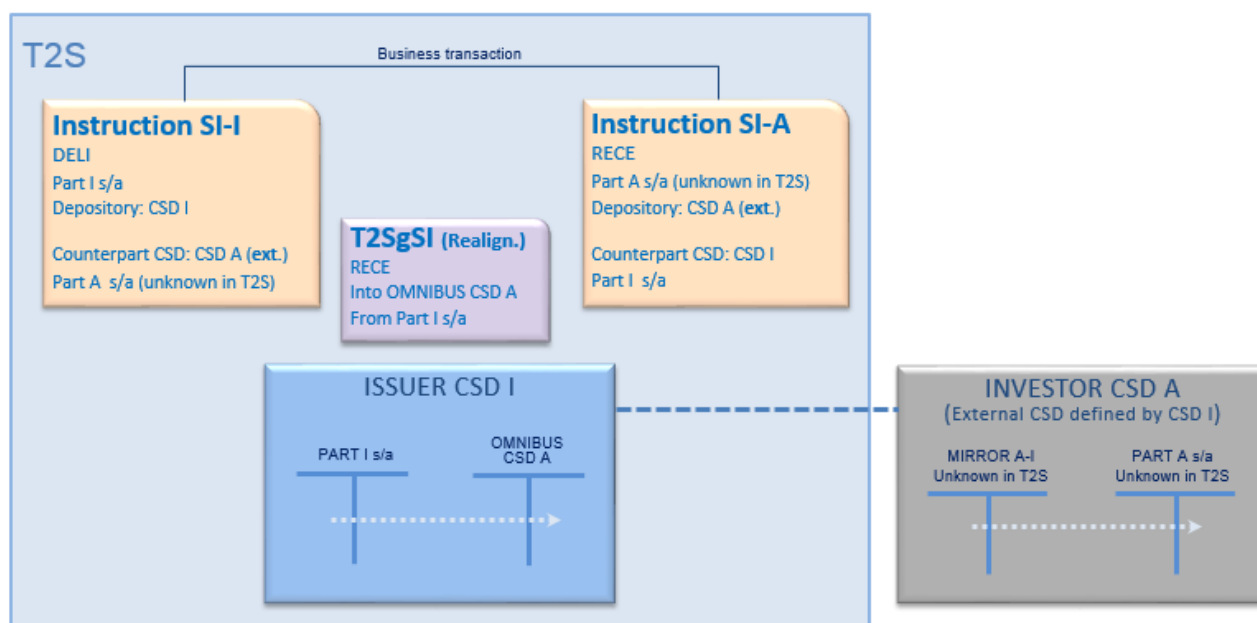 T2S
Business transaction
Instruction SI-I
DELI
Part I s/a
Depository: CSD I
Counterpart CSD: CSD A (ext.)
Part A s/a (unknown in T2S)
Instruction SI-A
RECE
Part A s/a (unknown in T2S)
Depository: CSD A (ext.)
Counterpart CSD: CSD I
Part I s/a
T2SgSI (Realign.)
RECE
Into OMNIBUS CSD A
From Part I s/a
ISSUER CSD I
PART I s/a
OMNIBUS
CSD A
INVESTOR CSD A
(External CSD defined by CSD I)
MIRROR A-I
Unknown in T2S
PART A s/a
Unknown in T2S